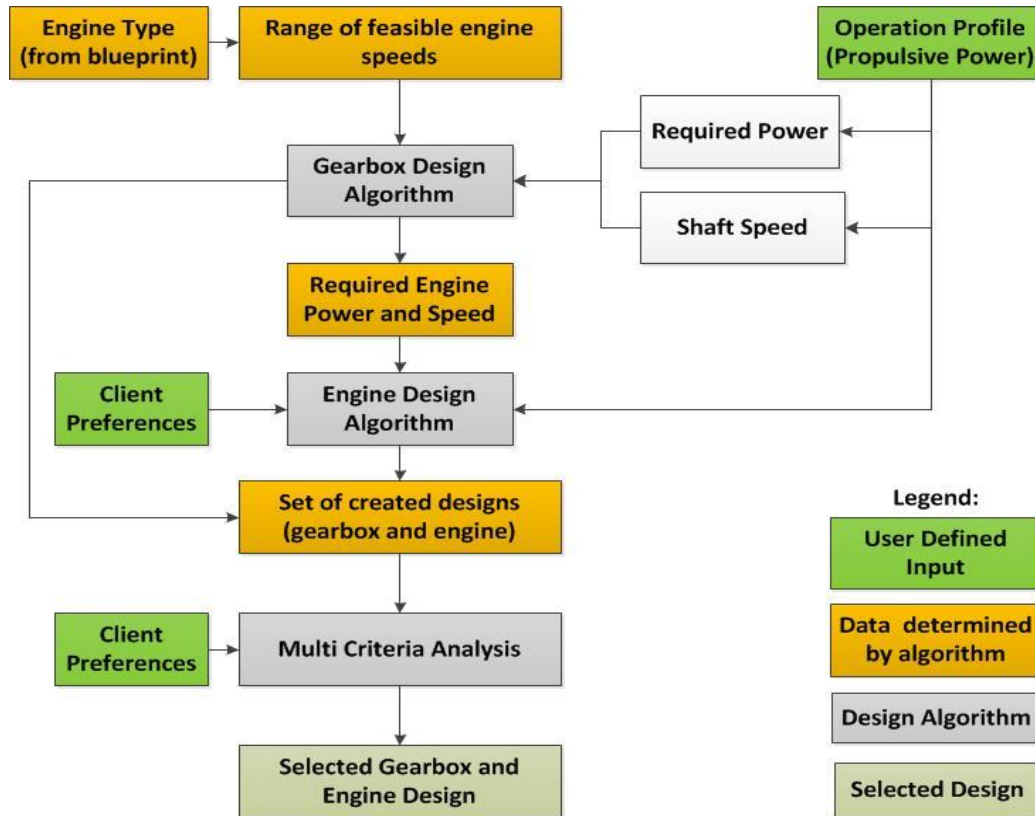 Engine Type
(from blueprint)
Range of feasible engine
speeds
Operation Profile
(Propulsive Power)
Required Power
Gearbox Design
Algorithm
Shaft Speed
Required Engine
Power and Speed
Client
Preferences
Engine Design
Algorithm
Set of created designs
(gearbox and engine)
Client
Preferences
Multi Criteria Analysis
Selected Gearbox and
Engine Design
Legend:
User Defined
Input
Data determined
by algorithm
Design Algorithm
Selected Design